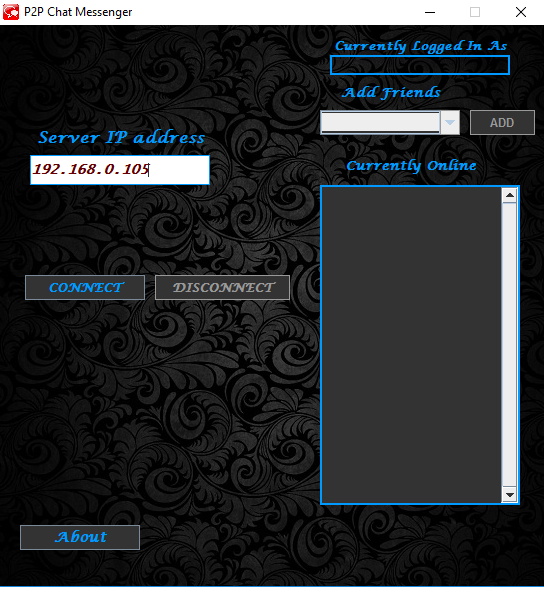 P2P Chat Messenger
Currently Logged In As
Add Friends
ADD
Server IP address
192.168.0.105
Currently Online
CONNECT
DISCONNECT
About